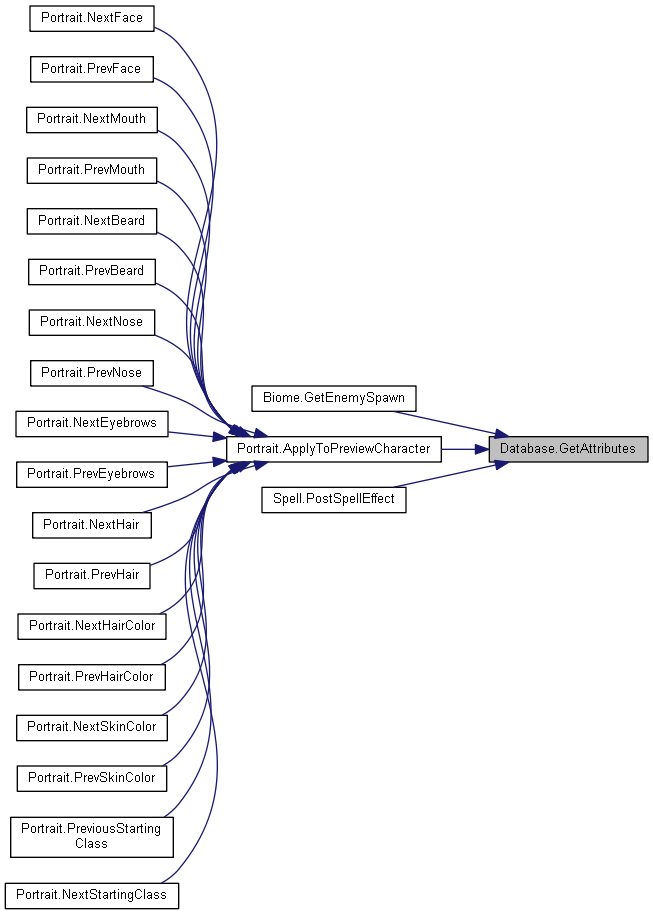 Portrait.NextFace
Portrait.PrevFace
Portrait.NextMouth
Portrait.PrevMouth
Portrait.NextBeard
Portrait.PrevBeard
Portrait.NextNose
Portrait.PrevNose
Portrait.NextEyebrows
Portrait.PrevEyebrows
Portrait.NextHair
Portrait.PrevHair
Portrait.NextHairColor
Portrait.PrevHairColor
Portrait.NextSkinColor
Portrait.PrevSkinColor
Portrait.PreviousStarting
Class
Portrait.NextStartingClass
Biome.GetEnemySpawn
Portrait.ApplyToPreviewCharacter
Spell.PostSpellEffect
Database.GetAttributes